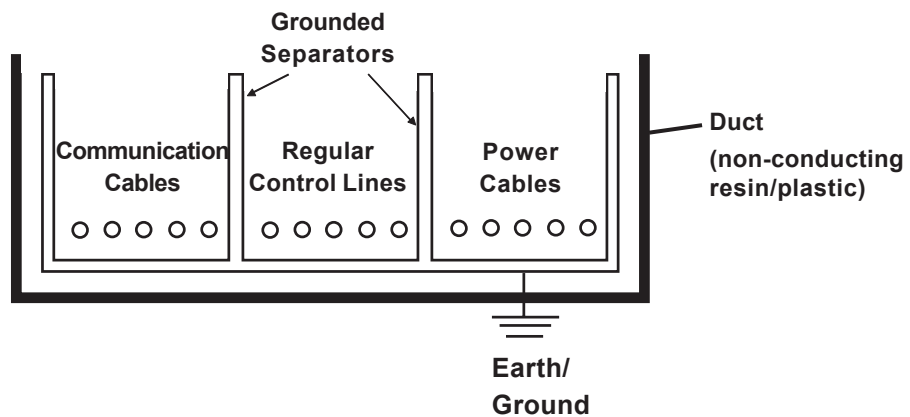 Grounded
Separators
Communication
Cables
Regular
Control Lines
Power
Cables
Duct
(non-conducting
resin/plastic)
Earth/
Ground